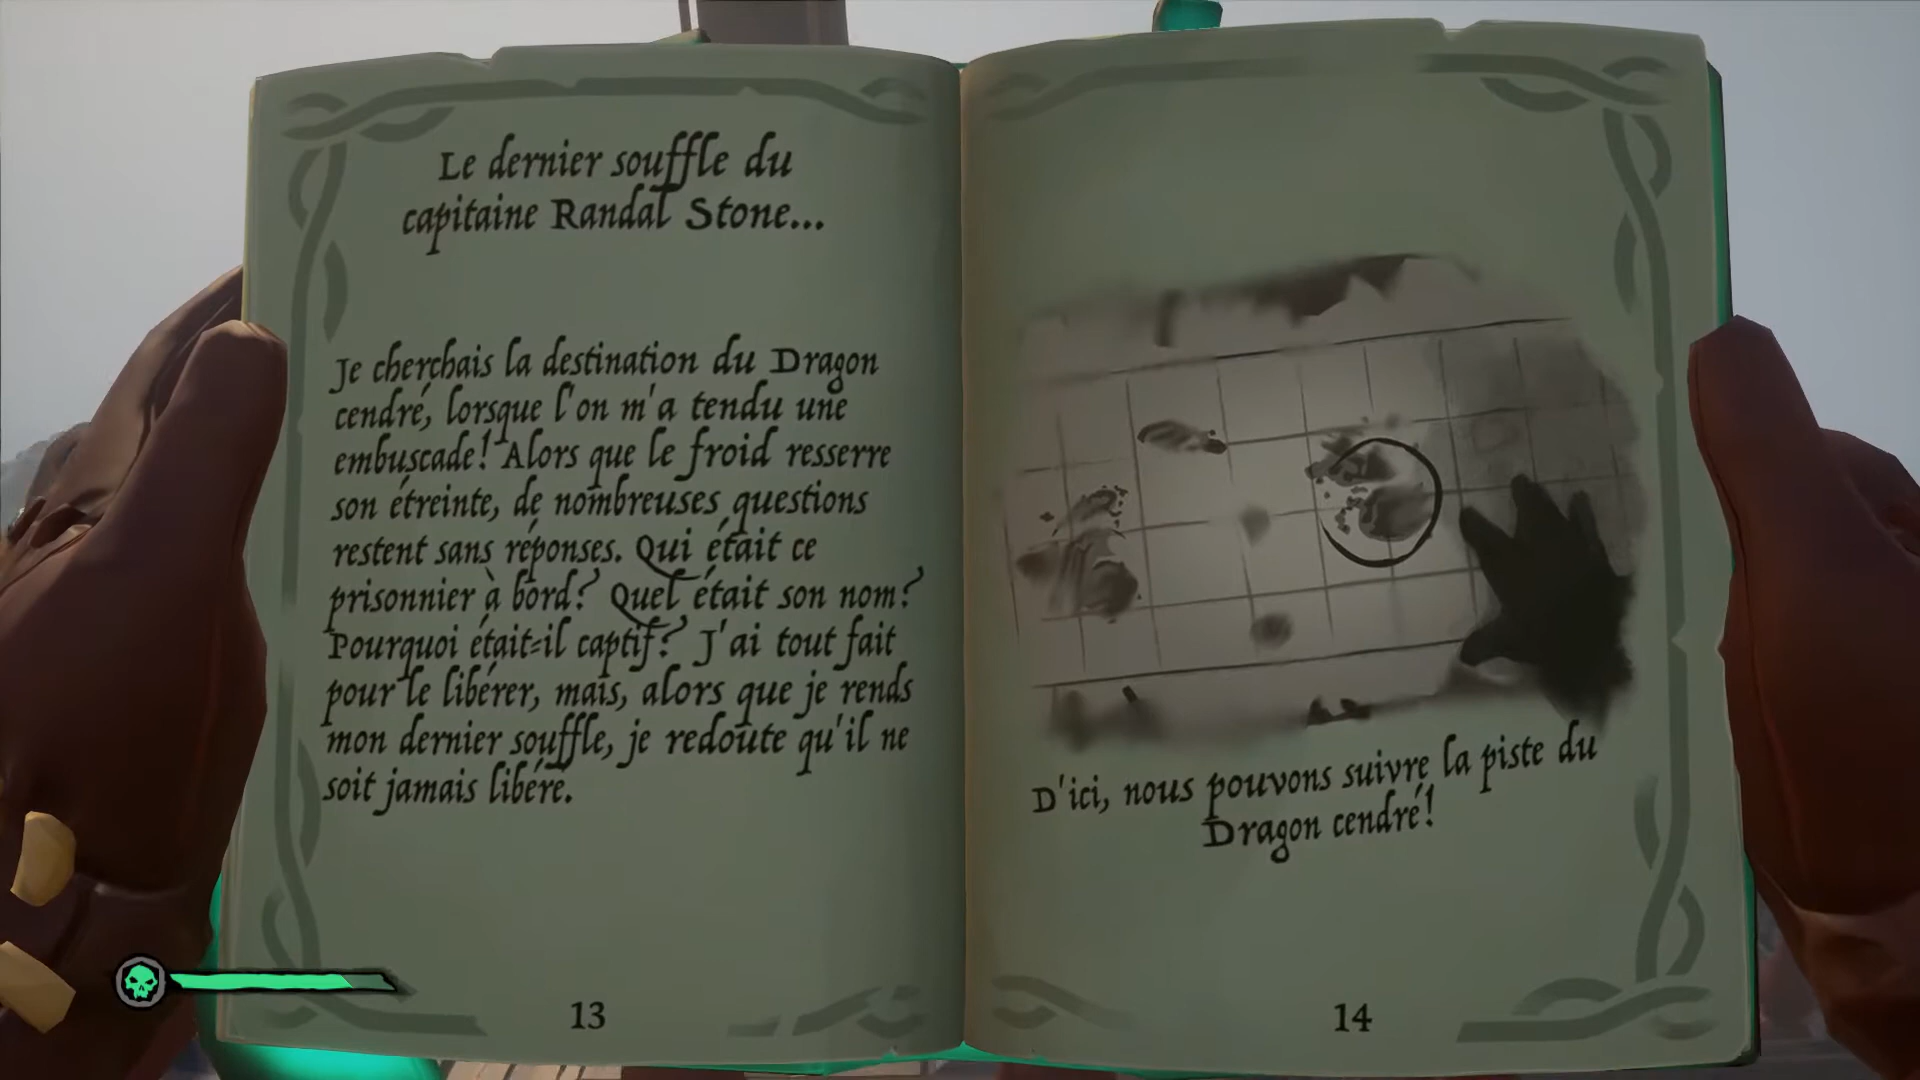 Le dernier souffle du
capitaine Randal Stone...
Je cherchais la destination du Dragon
cendré, lorsque l'on m'a tendu une
embuscade! Alors que le froid resserre
son étreinte, de nombreuses questions
restent sans réponses. Qui était ce
prisonnier à bord? Quel était son nom?
Pourquoi était-il captif? J'ai tout fait
pour le libérer, mais, alors que je rends
mon dernier souffle, je redoute qu'il ne
soit jamais libéré.
13
D'ici, nous pouvons suivre la piste du
Dragon cendré!
14